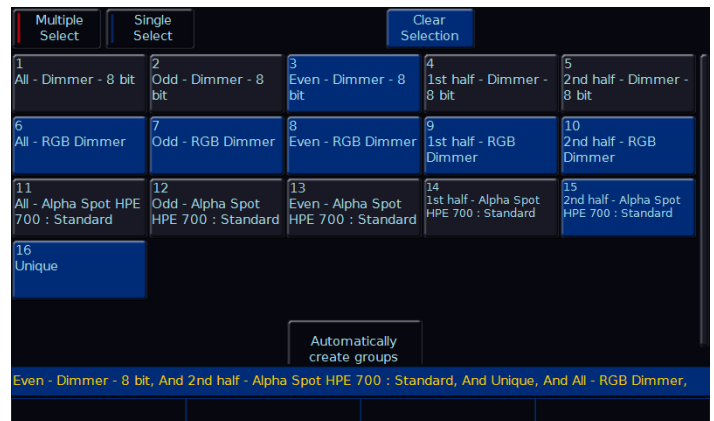 Multiple
Select
Single
Select
Clear
Selection
1
All - Dimmer - 8 bit
2
Odd - Dimmer - 8
bit
3
Even - Dimmer - 8
bit
4
1st half - Dimmer -
8 bit
5
2nd half - Dimmer -
8 bit
6
All - RGB Dimmer
7
Odd - RGB Dimmer
8
Even - RGB Dimmer
9
1st half - RGB
Dimmer
10
2nd half - RGB
Dimmer
11
All - Alpha Spot HPE
700 : Standard
12
Odd - Alpha Spot
HPE 700 : Standard
13
Even - Alpha Spot
HPE 700 : Standard
14
1st half - Alpha Spot
HPE 700 : Standard
15
2nd half - Alpha Spot
HPE 700 : Standard
16
Unique
Automatically
create groups
Even - Dimmer - 8 bit, And 2nd half - Alpha Spot HPE 700 : Standard, And Unique, And All - RGB Dimmer,